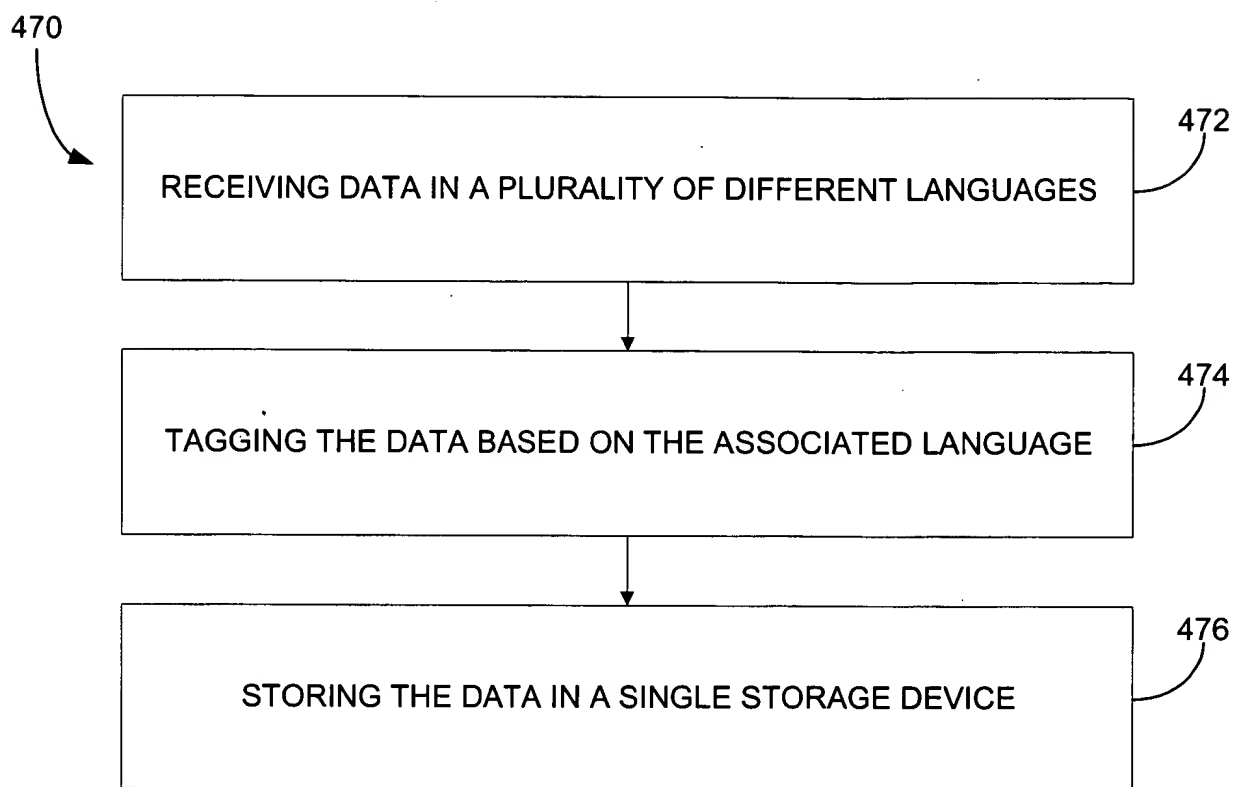 470
472
RECEIVING DATA IN A PLURALITY OF DIFFERENT LANGUAGES
474
TAGGING THE DATA BASED ON THE ASSOCIATED LANGUAGE
476
STORING THE DATA IN A SINGLE STORAGE DEVICE